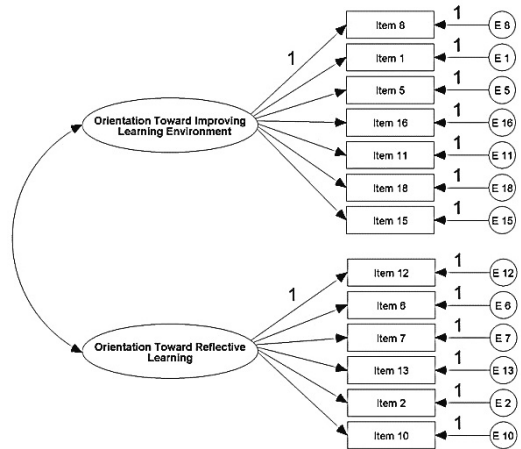 Item 8 1 E 8
1
Item 1 1 E 1
Item 5 1 E 5
Orientation Toward Improving
Learning Environment
Item 16 1 E 16
Item 11 1 E 11
Item 18 1 E 18
Item 15 1 E 15
Item 12 1 E 12
1
Item 6 1 E 6
Item 7 1 E 7
Orientation Toward Reflective
Learning
Item 13 1 E 13
Item 2 1 E 2
Item 10 1 E 10